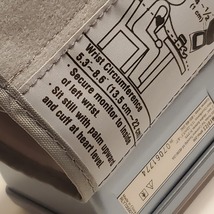 Wrist Circumference
5.3"-8.6" (13.5 cm-22 cm)
Secure monitor to inside
of left wrist
Sit still with palm upward
and cuff at heart level